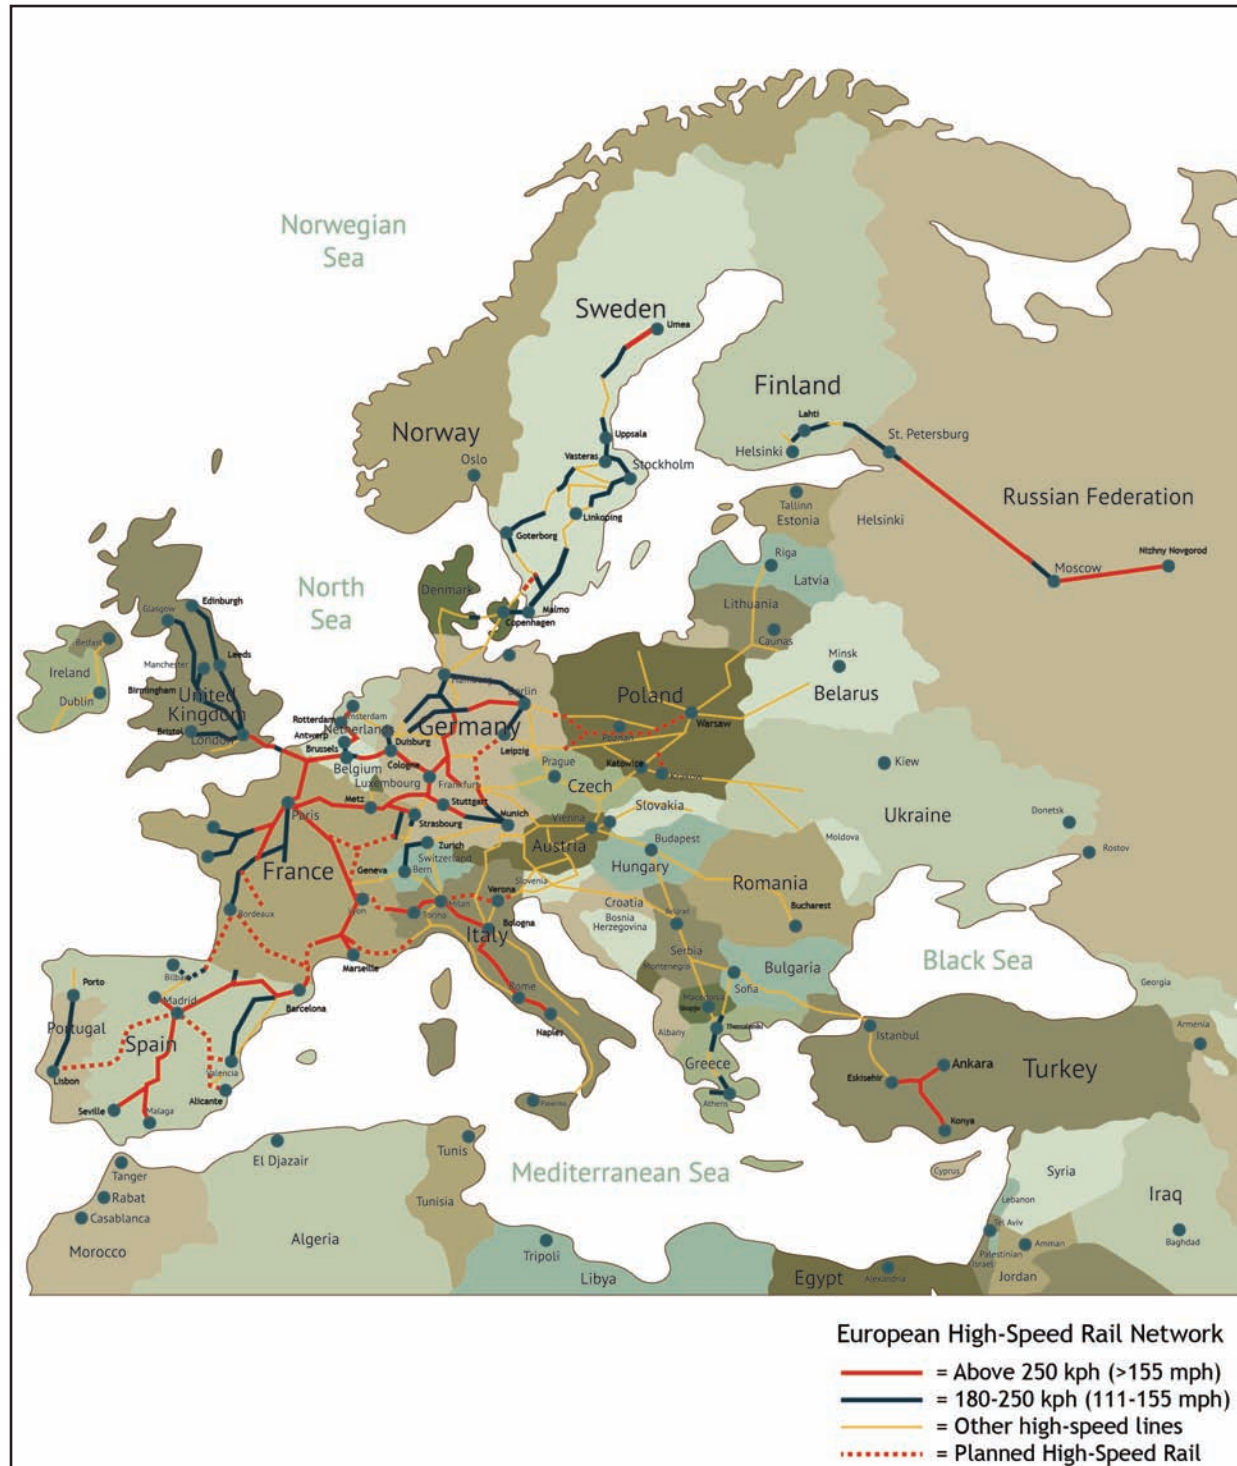 Norwegian
Sea
Sweden
Umea
Finland
Lahti
Norway
Uppsala
St. Petersburg
Oslo
Vasteras
Helsinki
Stockholm
Russian Federation
Tallinn
Estonia
Helsinki
Linkoping
Goterborg
Nizhny Novgorod
Riga
Moscow
Latvia
North
Sea
Denmark
Lithuania
Edinburgh
Glasgow
Malmo
Copenhagen
Caunas
Belfast
Minsk
Ireland
Manchester
Leeds
Hamburg
Birmingham
United
Kingdom
Dublin
Berlin
Poland
Belarus
Rotterdam
Amsterdam
Netherlands
Germany
Warsaw
Bristol
London
Antwerp
Brussels
Duisburg
Poznan
Leipzig
Belgium
Cologne
Prague
Katowice
Kiew
Luxembourg
Frankfurt
Czech
Krakow
Metz
Stuttgart
Slovakia
Paris
Strasbourg
Munich
Vienna
Ukraine
Donetsk
Zurich
Austria
Budapest
Moldova
Rostov
France
Geneva
Switzerland
Bern
Hungary
Slovenia
Romania
Verona
Lyon
Milan
Croatia
Bucharest
Bordeaux
Torino
Bologna
Bosnia
Herzegovina
Belgrad
Italy
Serbia
Black Sea
Marseille
Montenegro
Bulgaria
Bilbao
Sofia
Porto
Madrid
Barcelona
Rome
Macedonia
Skopje
Georgia
Portugal
Naples
Albany
Thessaloniki
Istanbul
Armenia
Spain
Lisbon
Valencia
Greece
Ankara
Turkey
Eskisehir
Alicante
Athens
Seville
Malaga
Palermo
Konya
El Djazair
Tunis
Mediterranean Sea
Tanger
Cyprus
Syria
Rabat
Tunisia
Lebanon
Iraq
Casablanca
Tel Aviv
Algeria
Tripoli
Amman
Baghdad
Morocco
Palestinian
Israel
Libya
Egypt
Alexandria
Jordan
European High-Speed Rail Network
= Above 250 kph (>155 mph)
= 180-250 kph (111-155 mph)
= Other high-speed lines
= Planned High-Speed Rail